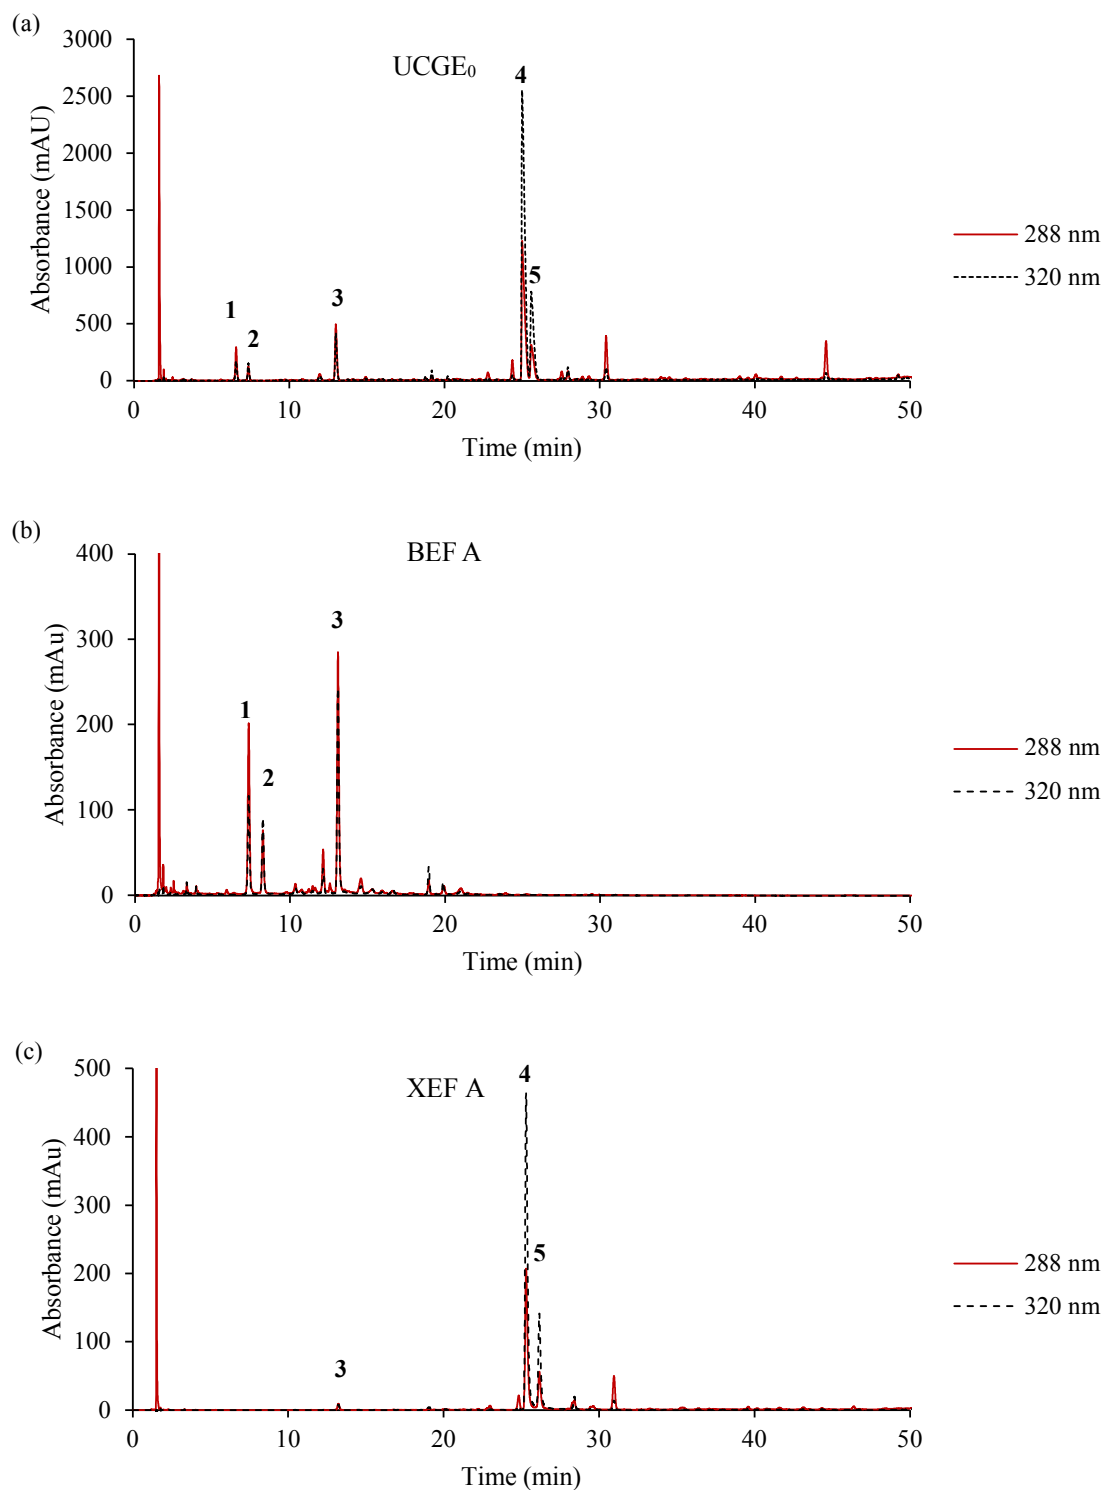 (a)
UCGE₀
3000
2500
2000
1500
1000
500
0
Absorbance (mAU)
1
2
3
4
5
0 10 20 30 40 50
Time (min)
288 nm
320 nm
(b)
BEF A
400
300
200
100
0
Absorbance (mAu)
1
2
3
0 10 20 30 40 50
Time (min)
288 nm
320 nm
(c)
XEF A
500
400
300
200
100
0
Absorbance (mAu)
3
4
5
0 10 20 30 40 50
Time (min)
288 nm
320 nm